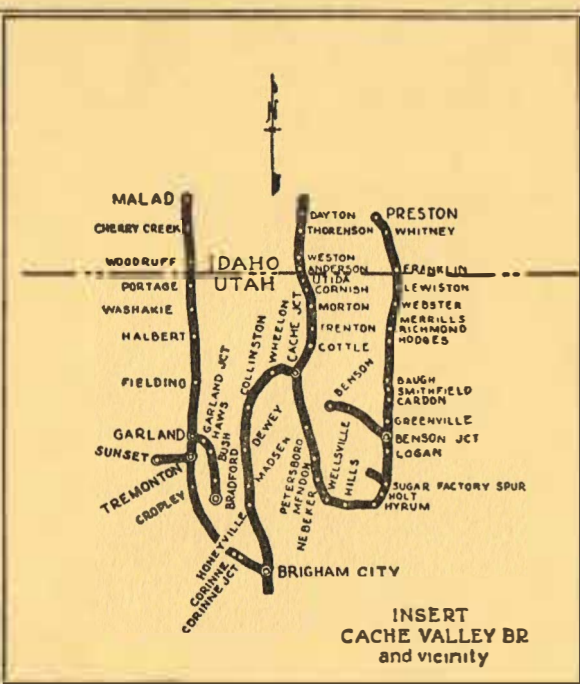 N
MALAD
CHERRY CREEK
WOODRUFF
PORTAGE
WASHAKIE
HALBERT
FIELDING
GARLAND
SUNSET
TREMONTON
CROPLEY
GARLAND JCT
HAWS
BUSH
BRADFORD
HONEYVILLE
CORINNE
CORINNE JCT
BRIGHAM CITY
IDAHO
UTAH
COLLINSTON
WHEELON
CACHE JCT
DEWEY
MADSEN
DAYTON
THORENSON
WESTON
ANDERSON
UTIDA
CORNISH
MORTON
TRENTON
COTTLE
PETERSBORO
MENDON
NEBEKER
WELLSVILLE
HILLS
BENSON
PRESTON
WHITNEY
FRANKLIN
LEWISTON
WEBSTER
MERRILLS
RICHMOND
HODGES
BAUGH
SMITHFIELD
CARDON
GREENVILLE
BENSON JCT
LOGAN
SUGAR FACTORY SPUR
HOLT
HYRUM
INSERT
CACHE VALLEY BR
and vicinity